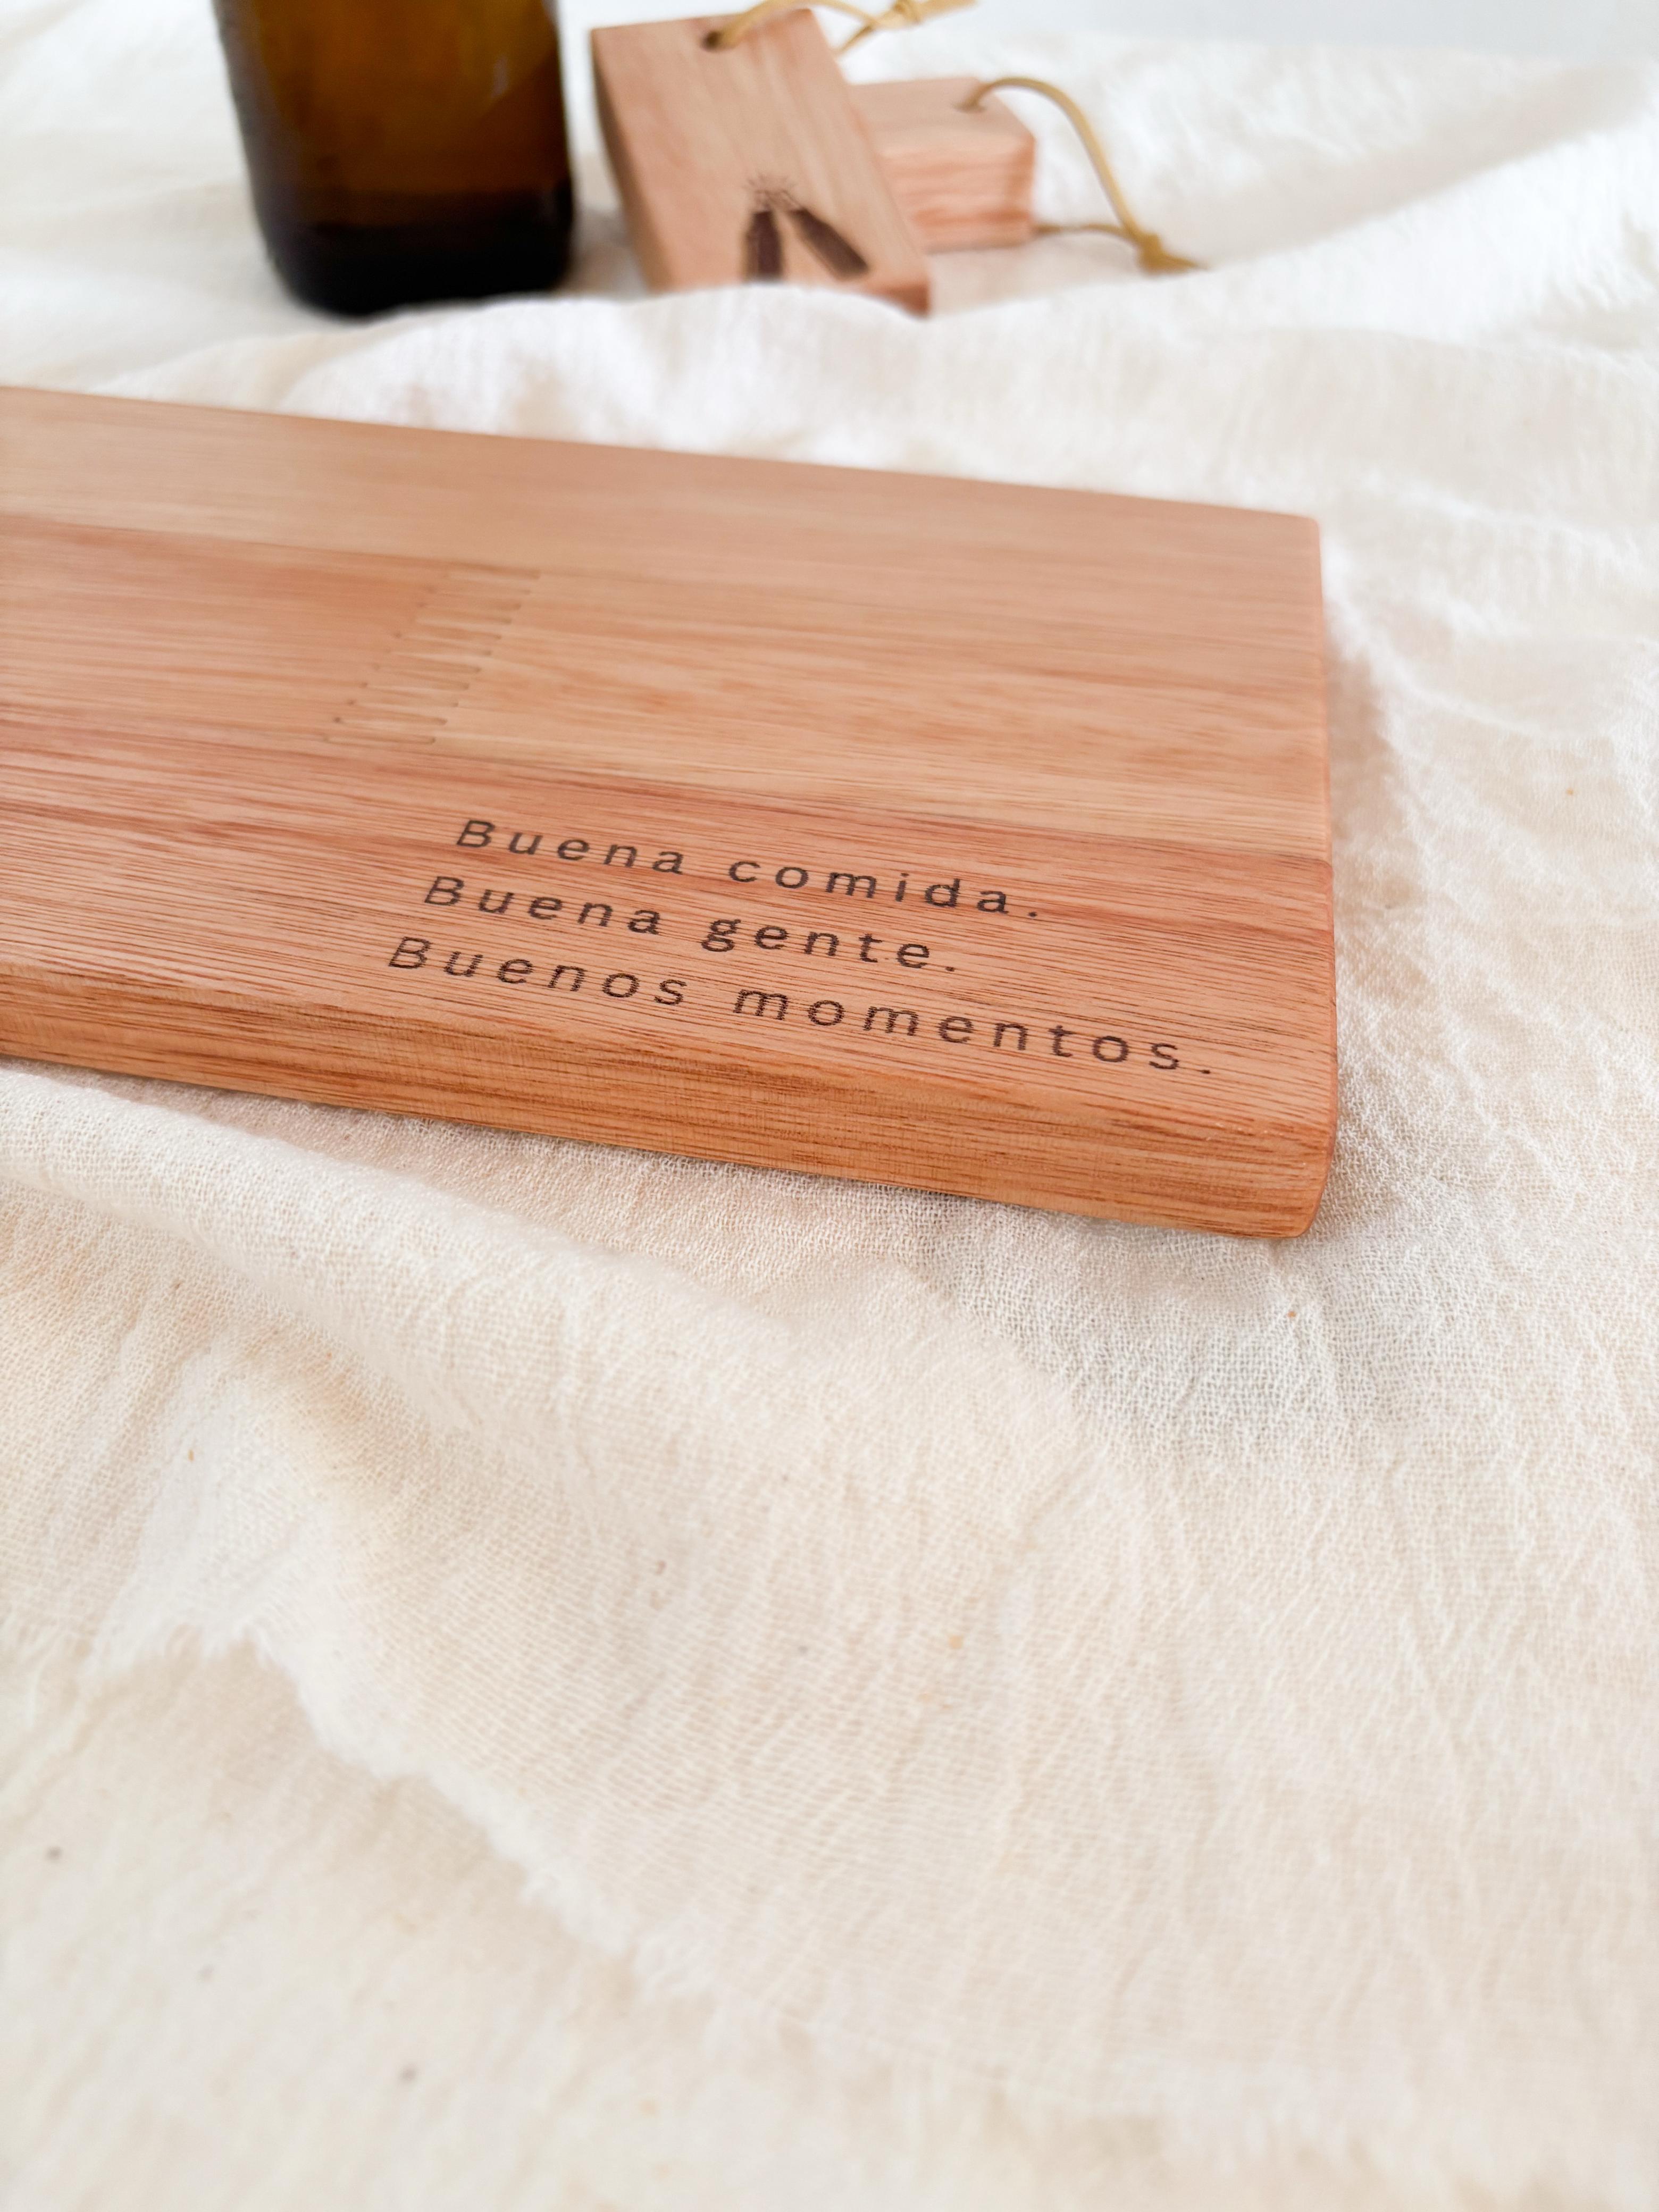 Buena comida.
Buena gente.
Buenos momentos.